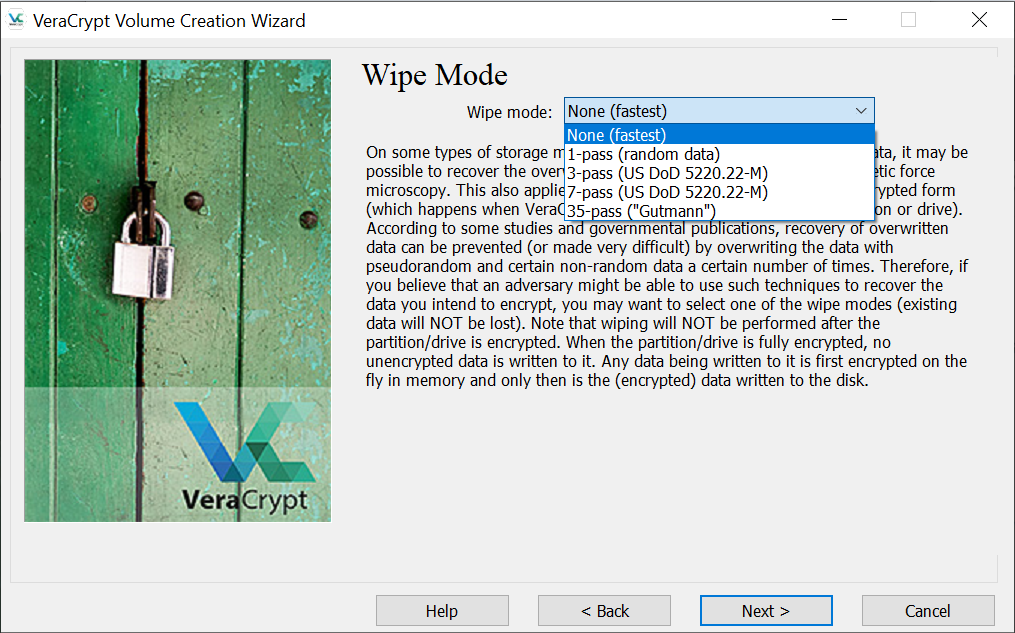 VeraCrypt Volume Creation Wizard
Wipe Mode
Wipe mode: None (fastest)
None (fastest)
1-pass (random data)
3-pass (US DoD 5220.22-M)
7-pass (US DoD 5220.22-M)
35-pass ("Gutmann")
On some types of storage ata, it may be
possible to recover the etic force
microscopy. This also rypted form
(which happens when on or drive).
According to some studies and governmental publications, recovery of overwritten
data can be prevented (or made very difficult) by overwriting the data with
pseudorandom and certain non-random data a certain number of times. Therefore, if
you believe that an adversary might be able to use such techniques to recover the
data you intend to encrypt, you may want to select one of the wipe modes (existing
data will NOT be lost). Note that wiping will NOT be performed after the
partition/drive is encrypted. When the partition/drive is fully encrypted, no
unencrypted data is written to it. Any data being written to it is first encrypted on the
fly in memory and only then is the (encrypted) data written to the disk.
VeraCrypt
Help
< Back
Next >
Cancel